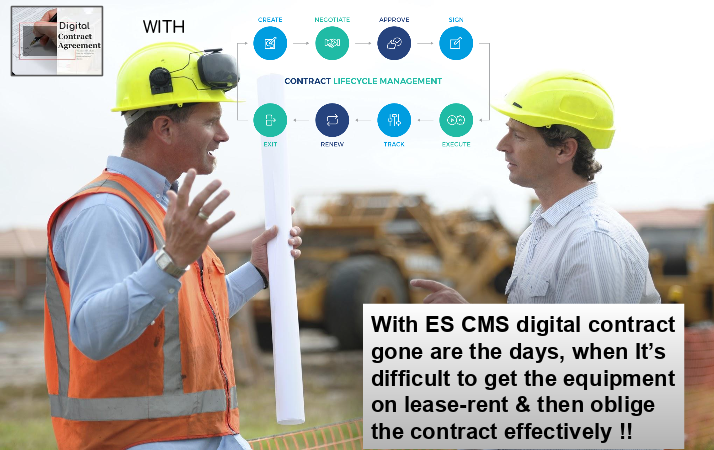 Digital
Contract
Agreement
WITH
CREATE
NEGOTIATE
APPROVE
SIGN
CONTRACT LIFECYCLE MANAGEMENT
EXIT
RENEW
TRACK
EXECUTE
With ES CMS digital contract
gone are the days, when It’s
difficult to get the equipment
on lease-rent & then oblige
the contract effectively !!